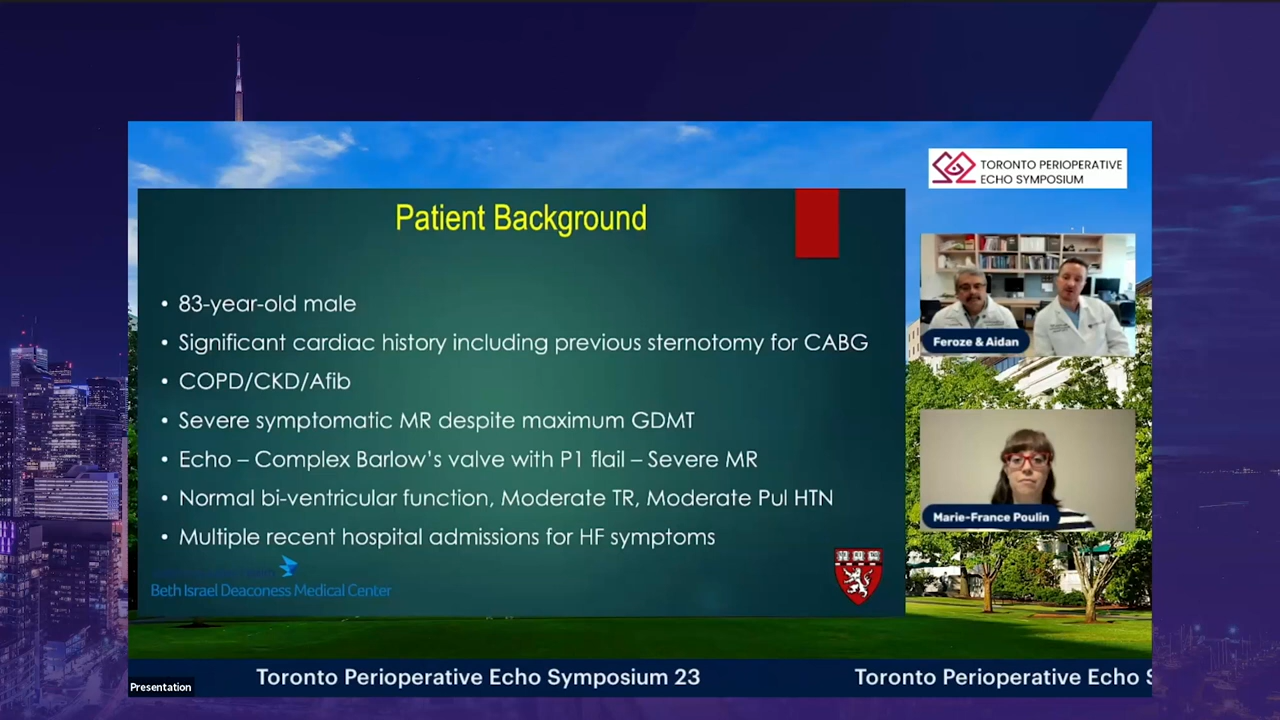 TORONTO PERIOPERATIVE
ECHO SYMPOSIUM
Patient Background
• 83-year-old male
• Significant cardiac history including previous sternotomy for CABG
• COPD/CKD/Afib
• Severe symptomatic MR despite maximum GDMT
• Echo – Complex Barlow's valve with P1 flail – Severe MR
• Normal bi-ventricular function, Moderate TR, Moderate Pul HTN
• Multiple recent hospital admissions for HF symptoms
Beth Israel Deaconess Medical Center
Feroze & Aidan
Marie-France Poulin
Toronto Perioperative Echo Symposium 23
Toronto Perioperative Echo S
Presentation